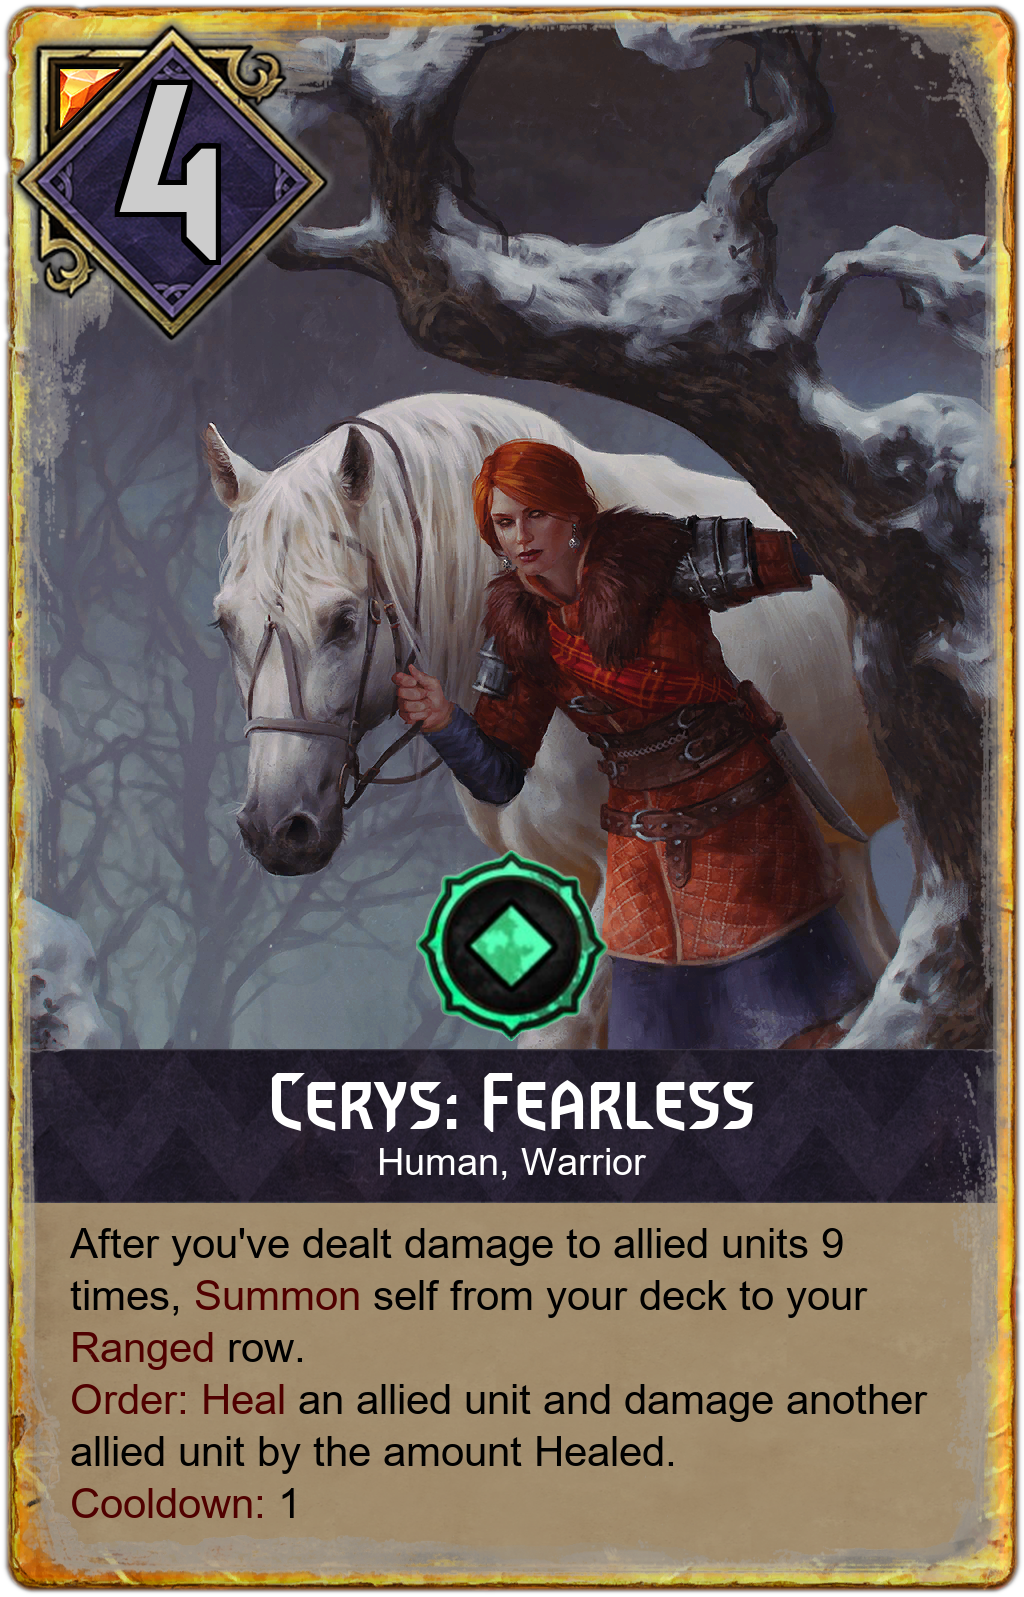 4
Cerys: Fearless
Human, Warrior
After you've dealt damage to allied units 9
times, Summon self from your deck to your
Ranged row.
Order: Heal an allied unit and damage another
allied unit by the amount Healed.
Cooldown: 1